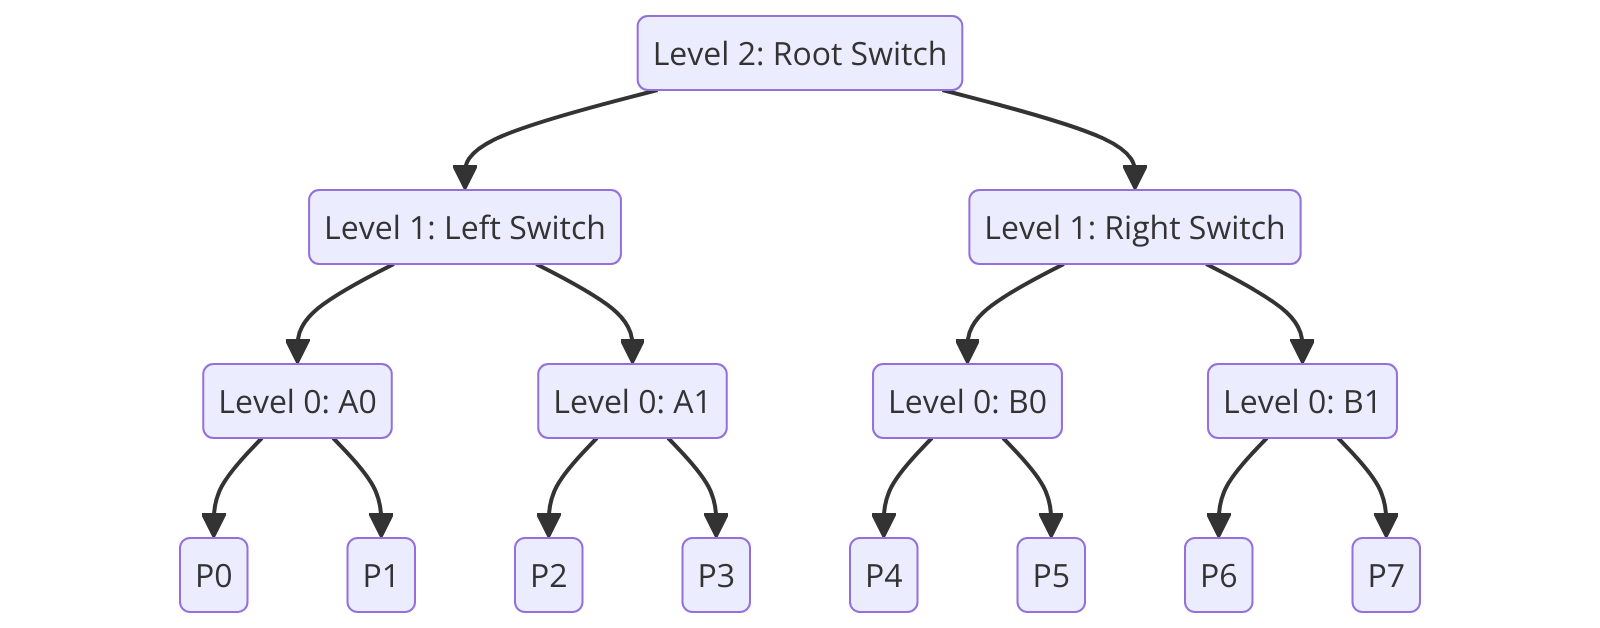 Level 2: Root Switch
Level 1: Left Switch
Level 1: Right Switch
Level 0: A0
Level 0: A1
Level 0: B0
Level 0: B1
P0
P1
P2
P3
P4
P5
P6
P7